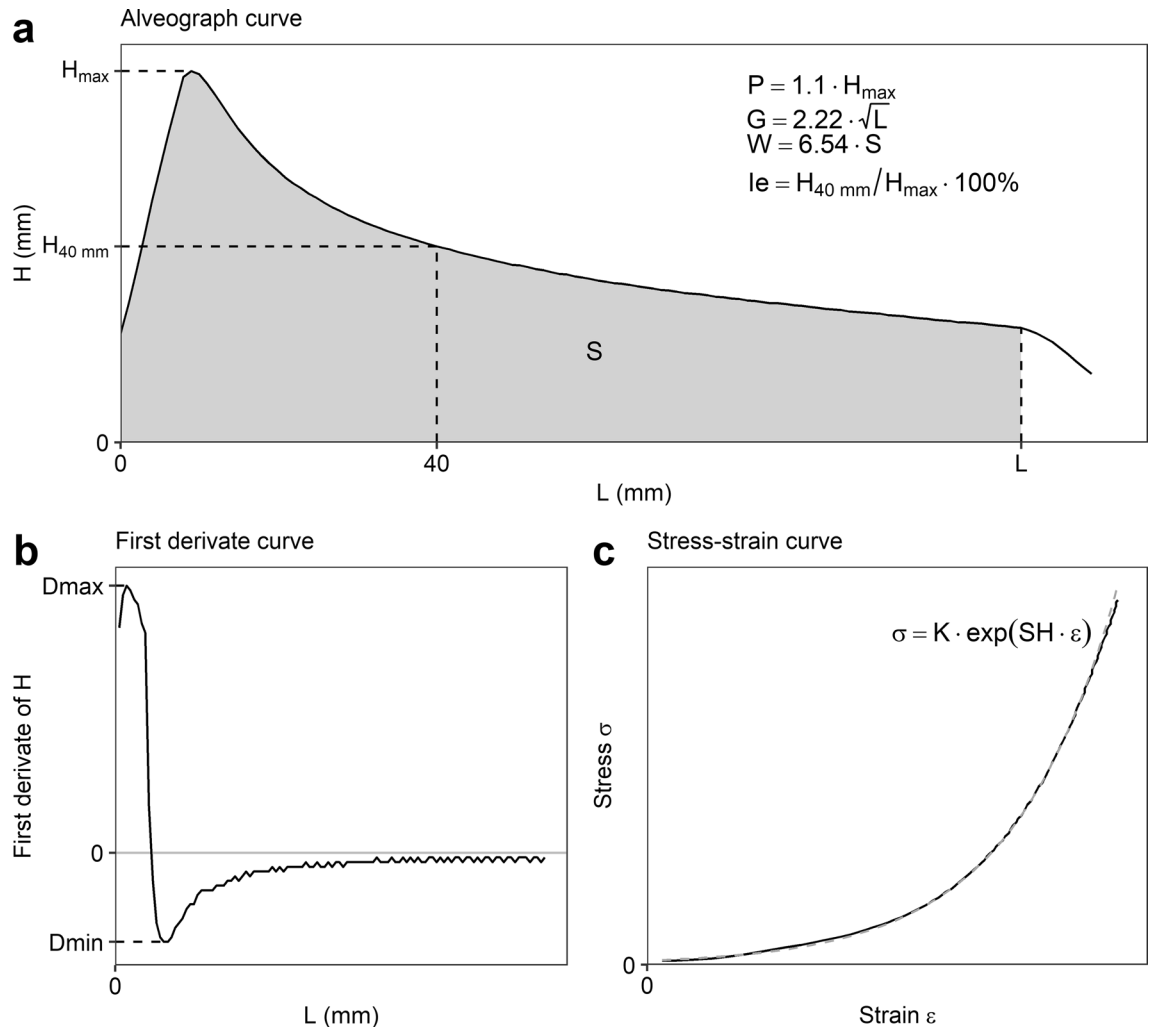 a
Alveograph curve
H (mm)
Hmax
H40 mm
0
P = 1.1 · Hmax
G = 2.22 · √L
W = 6.54 · S
Ie = H40 mm/Hmax · 100%
S
0 40 L
L (mm)
b
First derivate curve
First derivate of H
Dmax
0
Dmin
0
L (mm)
c
Stress-strain curve
Stress σ
σ = K · exp(SH · ε)
0
0
Strain ε